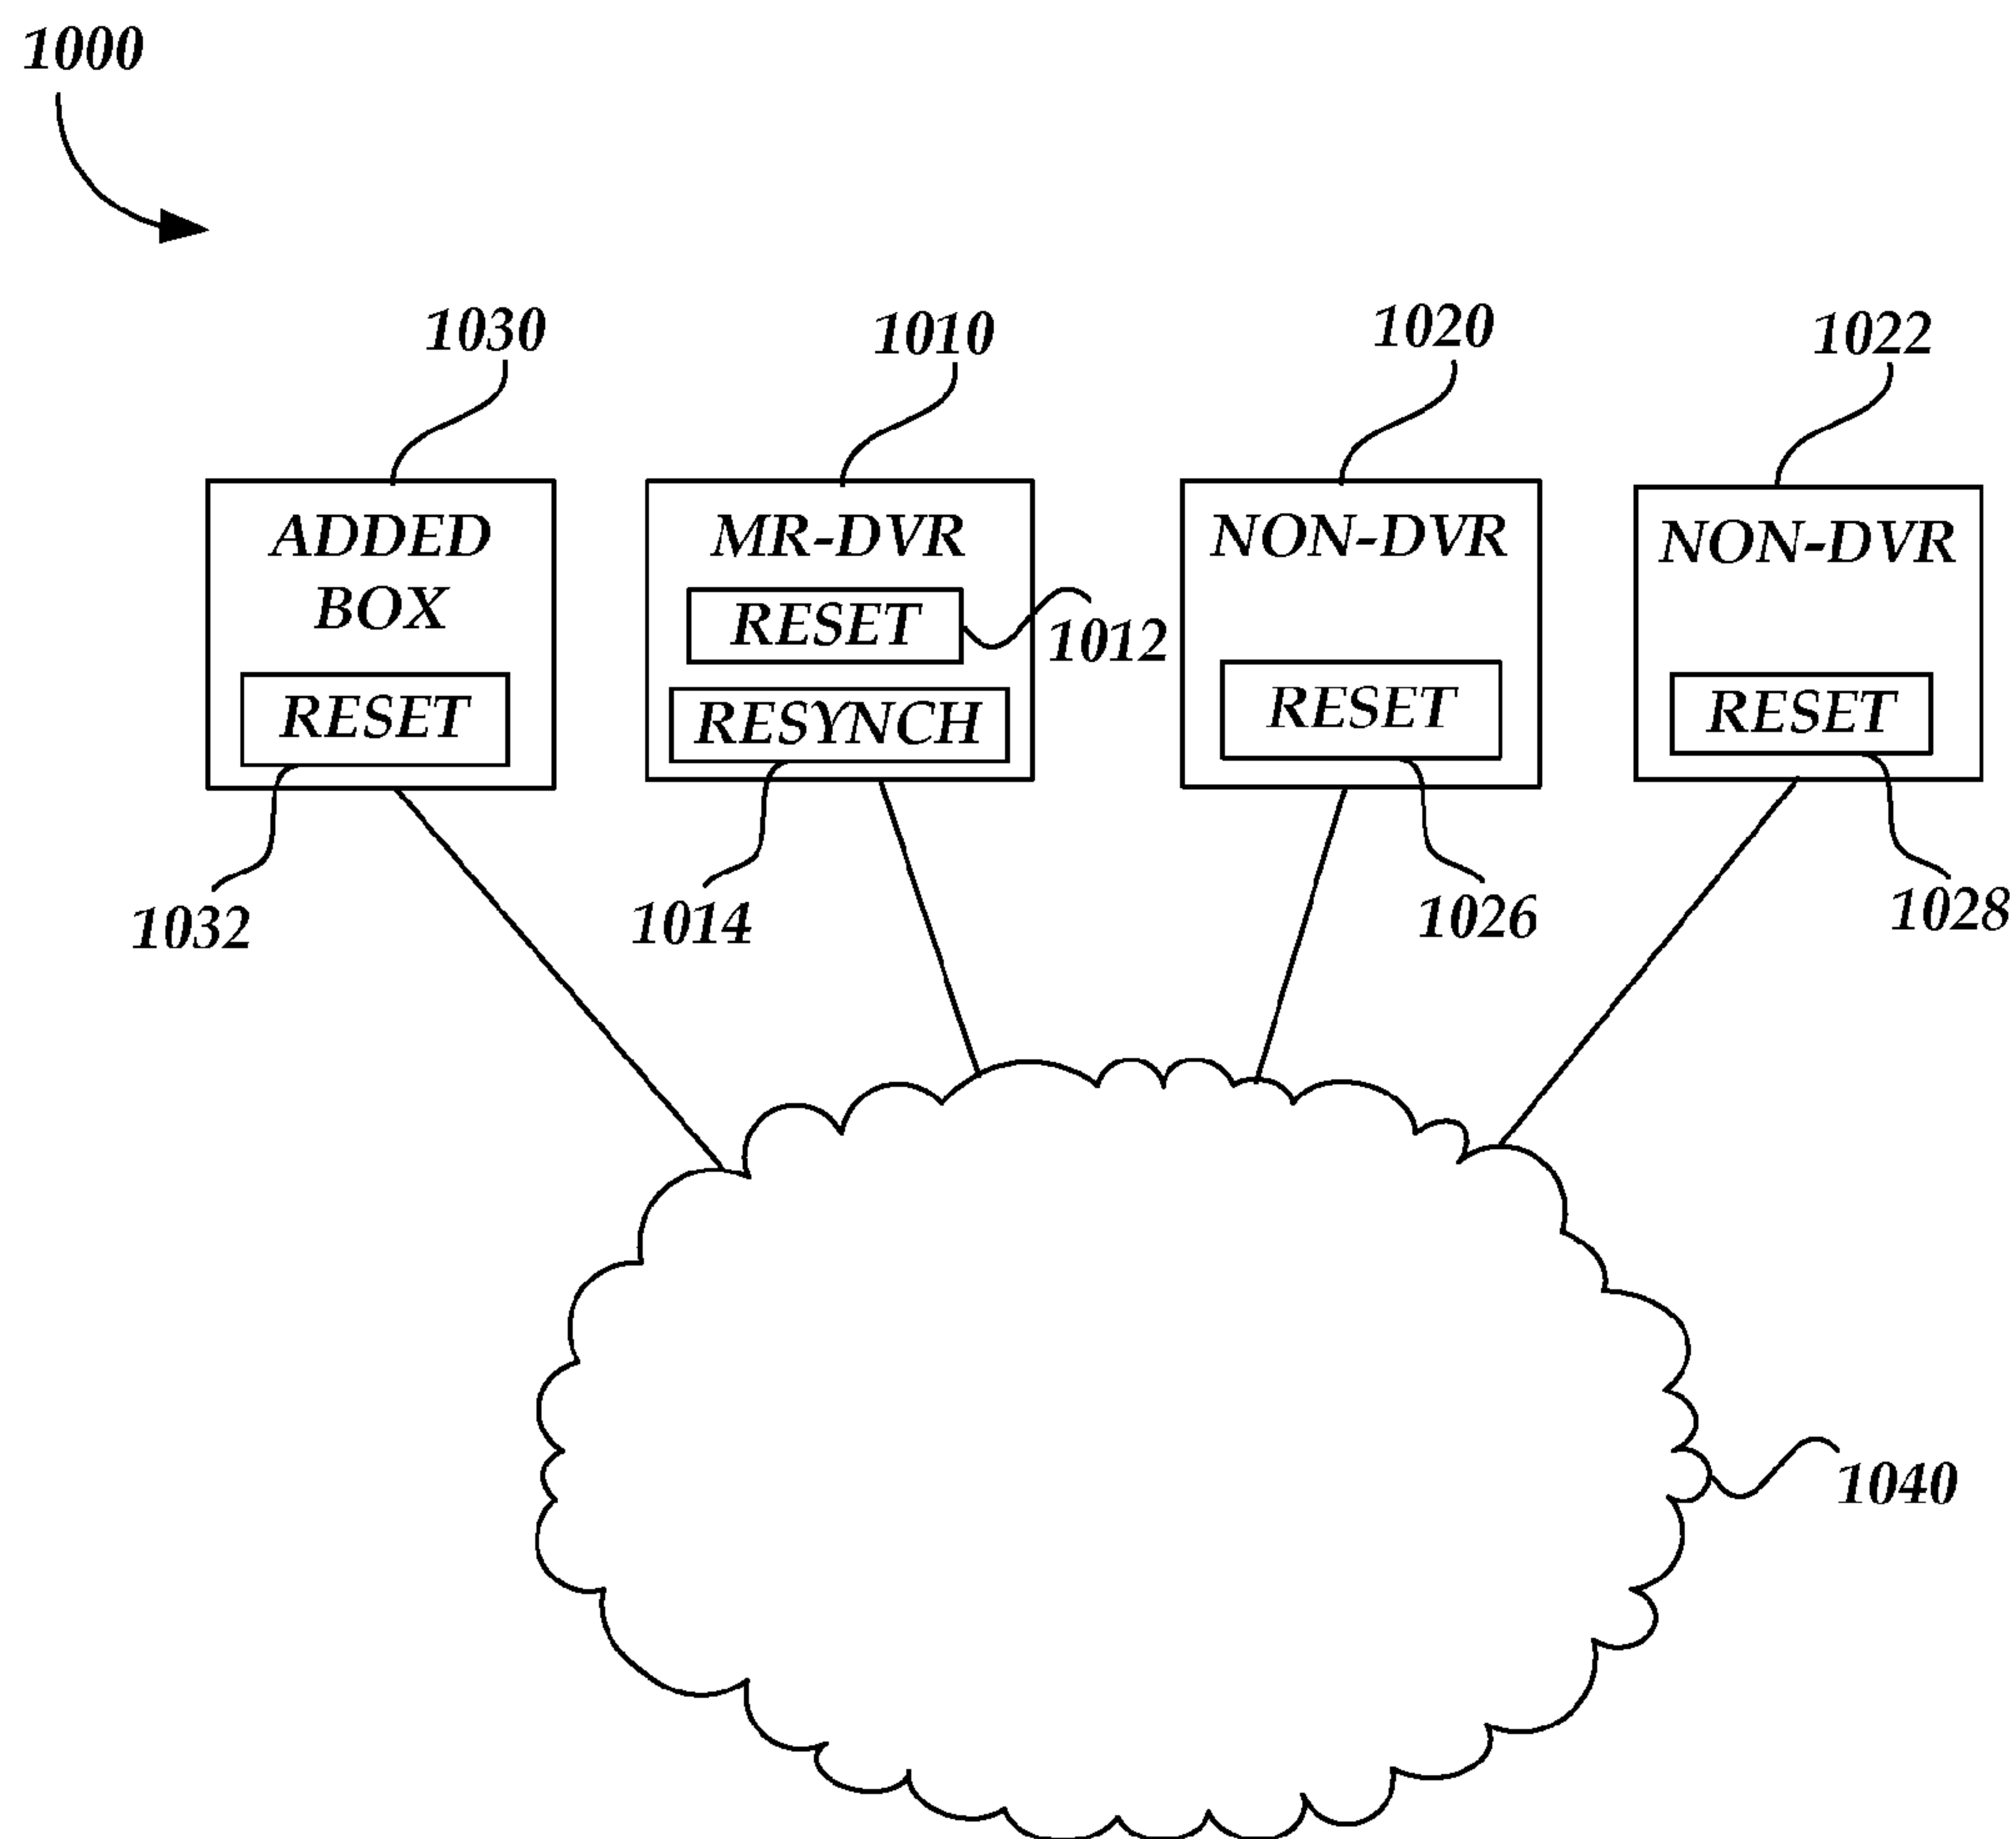 1000
1030
1010
1020
1022
ADDED
BOX
RESET
MR-DVR
RESET
RESYNCH
1012
NON-DVR
RESET
NON-DVR
RESET
1032
1014
1026
1028
1040